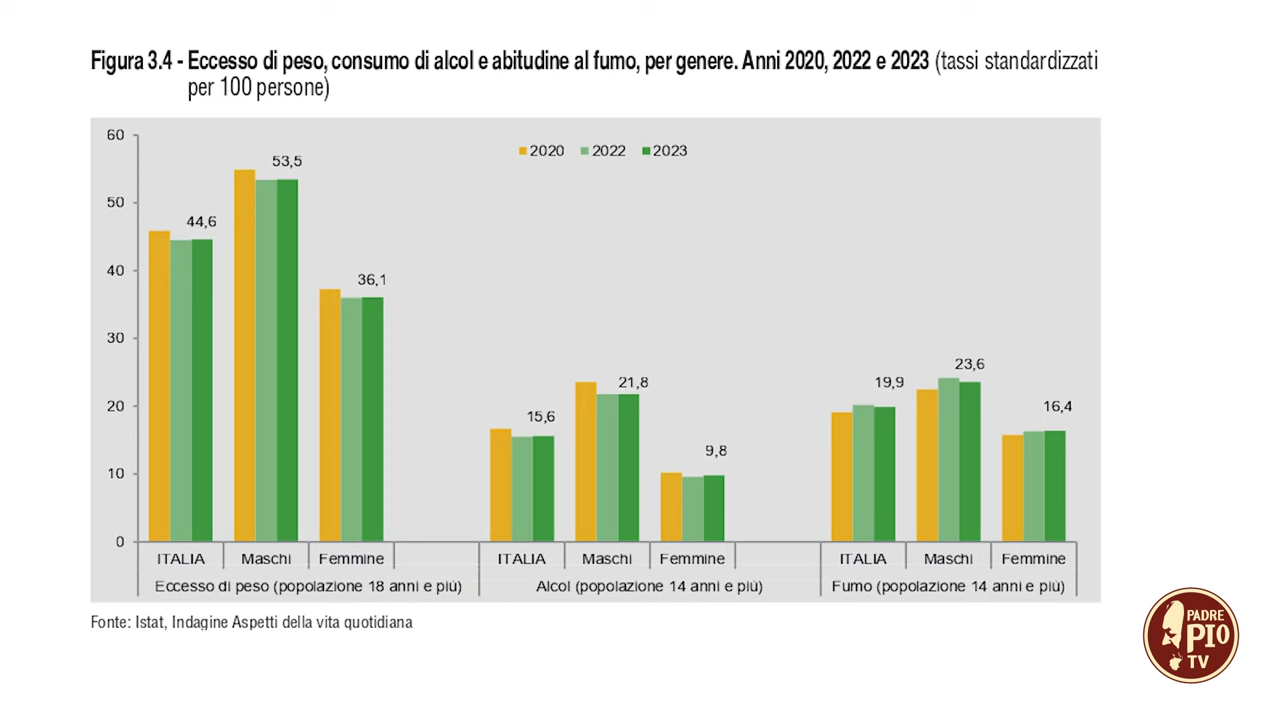 Figura 3.4 - Eccesso di peso, consumo di alcol e abitudine al fumo, per genere. Anni 2020, 2022 e 2023 (tassi standardizzati
per 100 persone)
60
50
40
30
20
10
0
2020 2022 2023
44,6
53,5
36,1
15,6
21,8
9,8
19,9
23,6
16,4
ITALIA Maschi Femmine ITALIA Maschi Femmine ITALIA Maschi Femmine
Eccesso di peso (popolazione 18 anni e più) Alcol (popolazione 14 anni e più) Fumo (popolazione 14 anni e più)
Fonte: Istat, Indagine Aspetti della vita quotidiana
PADRE
PIO
TV